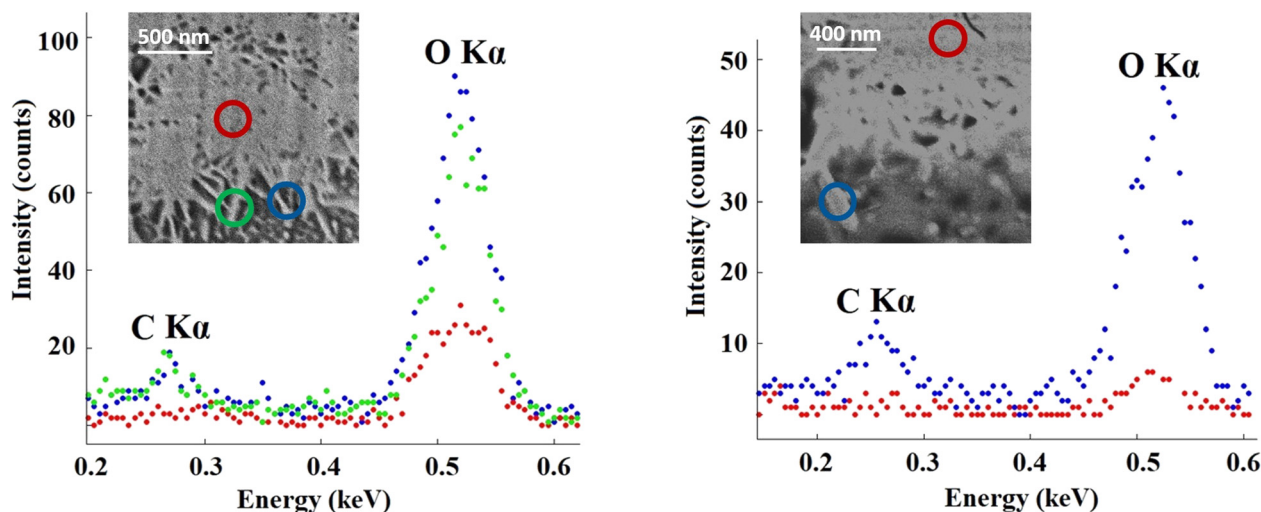 500 nm
O Kα
C Kα
Intensity (counts)
100
80
60
40
20
0.2 0.3 0.4 0.5 0.6
Energy (keV)
400 nm
O Kα
C Kα
Intensity (counts)
50
40
30
20
10
0.2 0.3 0.4 0.5 0.6
Energy (keV)